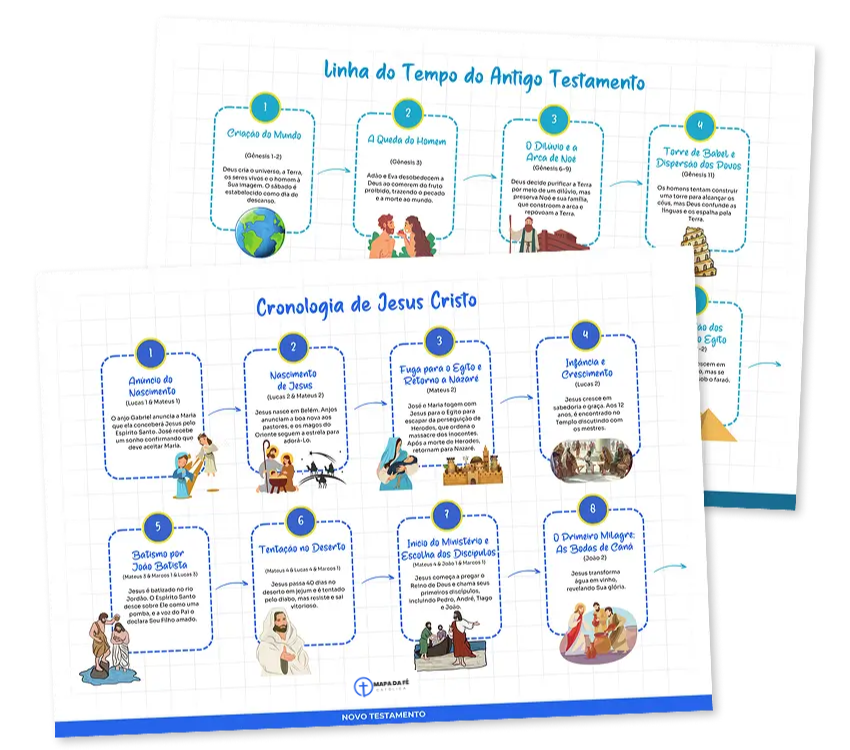 Linha do Tempo do Antigo Testamento
1
Criação do Mundo
(Gênesis 1-2)
Deus cria o universo, a Terra,
os seres vivos e o homem à
Sua imagem. O sábado é
estabelecido como dia de
descanso.
2
A Queda do Homem
(Gênesis 3)
Adão e Eva desobedecem a
Deus ao comerem do fruto
proibido, trazendo o pecado
e a morte ao mundo.
3
O Dilúvio e a
Arca de Noé
(Gênesis 6-9)
Deus decide purificar a Terra
por meio de um dilúvio, mas
preserva Noé e sua família,
que constroem a arca e
repovoam a Terra.
4
Torre de Babel e
Dispersão dos Povos
(Gênesis 11)
Os homens tentam construir
uma torre para alcançar os
céus, mas Deus confunde as
línguas e os espalha pela
Terra.
ão dos
o Egito
-2)
escem em
, mas se
ob o faraó.
Cronologia de Jesus Cristo
1
Anúncio do
Nascimento
(Lucas 1 & Mateus 1)
O anjo Gabriel anuncia a Maria
que ela conceberá Jesus pelo
Espírito Santo. José recebe
um sonho confirmando que
deve aceitar Maria.
2
Nascimento
de Jesus
(Lucas 2 & Mateus 2)
Jesus nasce em Belém. Anjos
anunciam a boa nova aos
pastores, e os magos do
Oriente seguem a estrela para
adorá-Lo.
3
Fuga para o Egito e
Retorno a Nazaré
(Mateus 2)
José e Maria fogem com
Jesus para o Egito para
escapar da perseguição de
Herodes, que ordena o
massacre dos inocentes.
Após a morte de Herodes,
retornam para Nazaré.
4
Infância e
Crescimento
(Lucas 2)
Jesus cresce em
sabedoria e graça. Aos 12
anos, é encontrado no
Templo discutindo com
os mestres.
5
Batismo por
João Batista
(Mateus 3 & Marcos 1 & Lucas 3)
Jesus é batizado no rio
Jordão. O Espírito Santo
desce sobre Ele como uma
pomba, e a voz do Pai o
declara Seu Filho amado.
6
Tentação no Deserto
(Mateus 4 & Lucas 4 & Marcos 1)
Jesus passa 40 dias no
deserto em jejum e é tentado
pelo diabo, mas resiste e sai
vitorioso.
7
Início do Ministério e
Escolha dos Discípulos
(Mateus 4 & João 1 & Marcos 1)
Jesus começa a pregar o
Reino de Deus e chama seus
primeiros discípulos,
incluindo Pedro, André, Tiago
e João.
8
O Primeiro Milagre:
As Bodas de Caná
(João 2)
Jesus transforma
água em vinho,
revelando Sua glória.
MAPA DA FÉ
CATÓLICA
NOVO TESTAMENTO